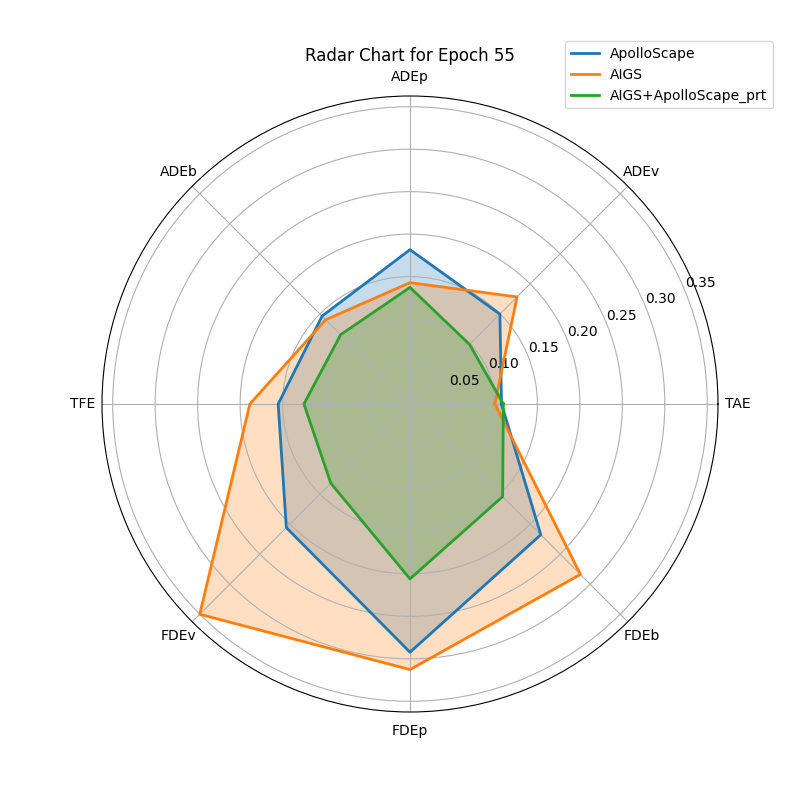 Radar Chart for Epoch 55
ApolloScape
AIGS
AIGS+ApolloScape_prt
ADEp
ADEb
ADEv
0.35
0.30
0.25
0.20
0.15
0.10
0.05
TFE
TAE
FDEv
FDEb
FDEp